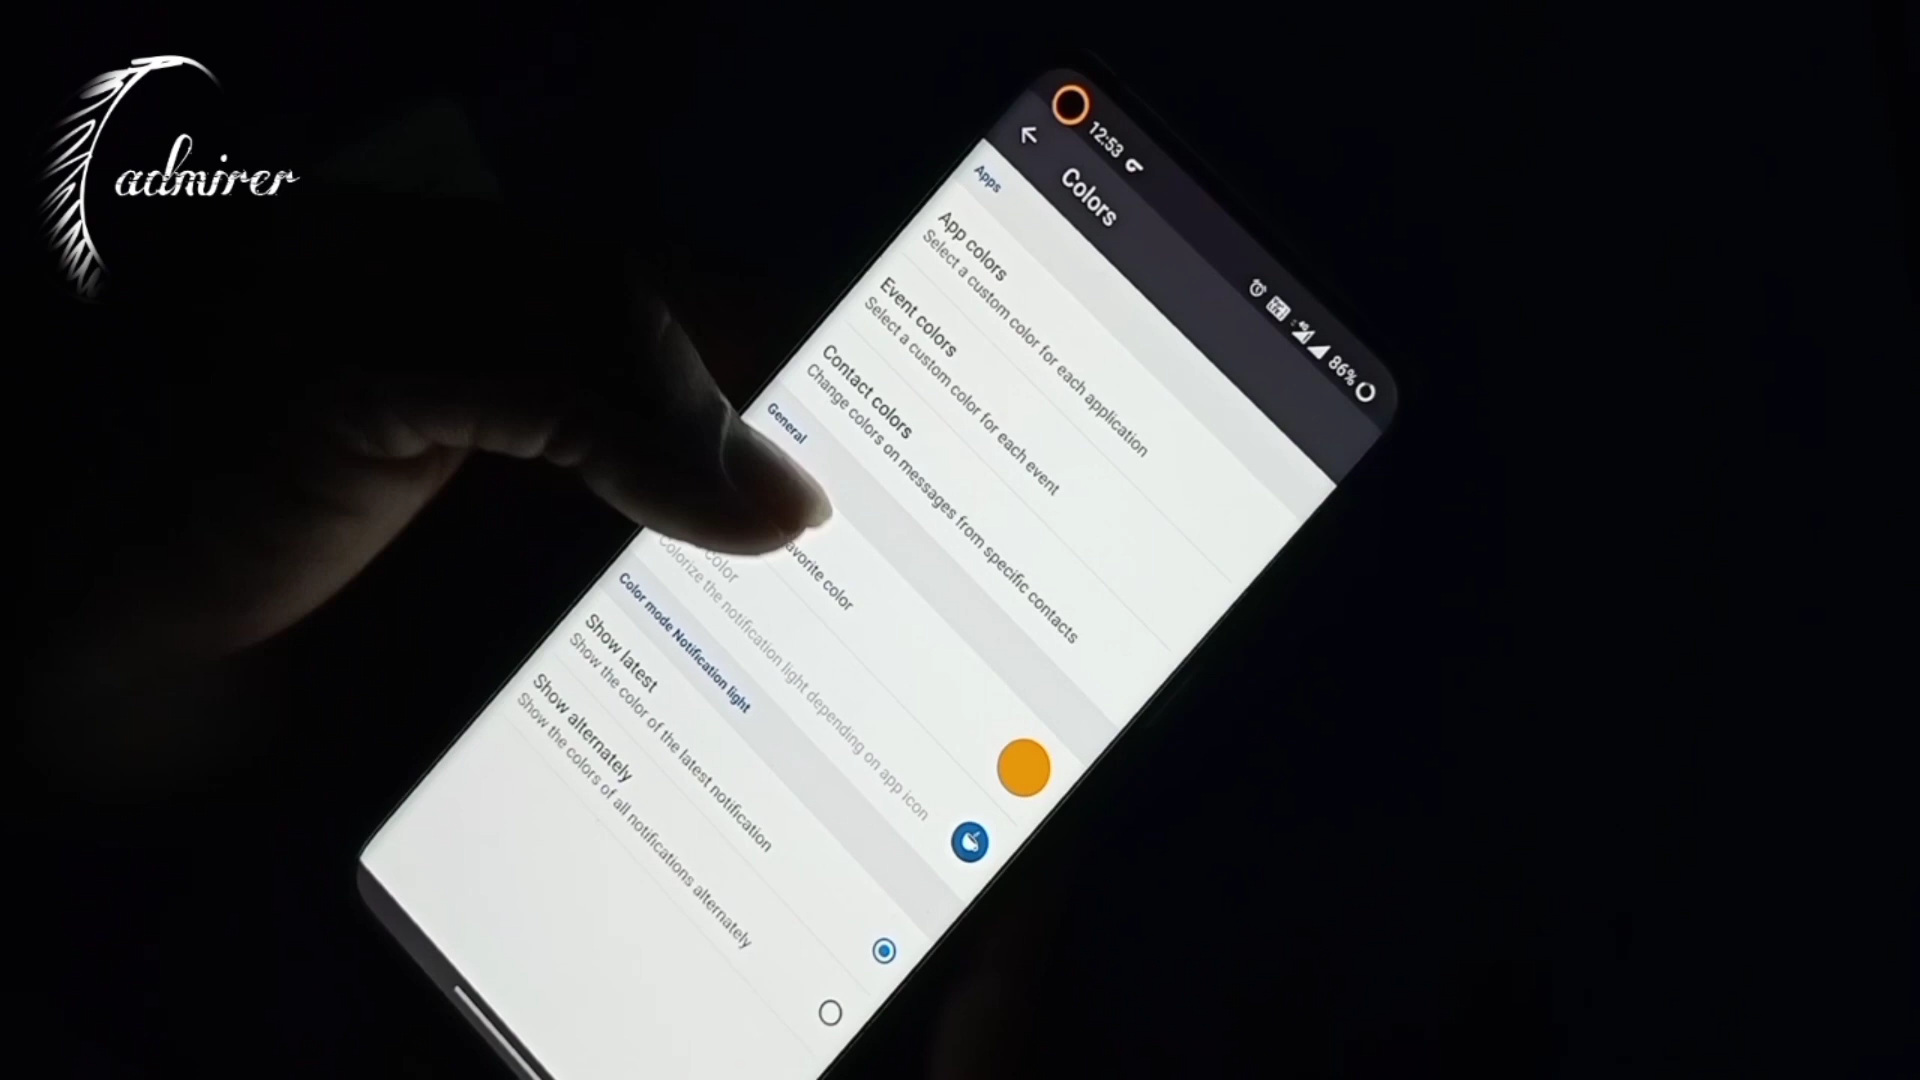 admirer
12:53
86%
Colors
Apps
App colors
Select a custom color for each application
Event colors
Select a custom color for each event
Contact colors
Change colors on messages from specific contacts
General
avorite color
color
Colorize the notification light depending on app icon
Color mode Notification light
Show latest
Show the color of the latest notification
Show alternately
Show the colors of all notifications alternately